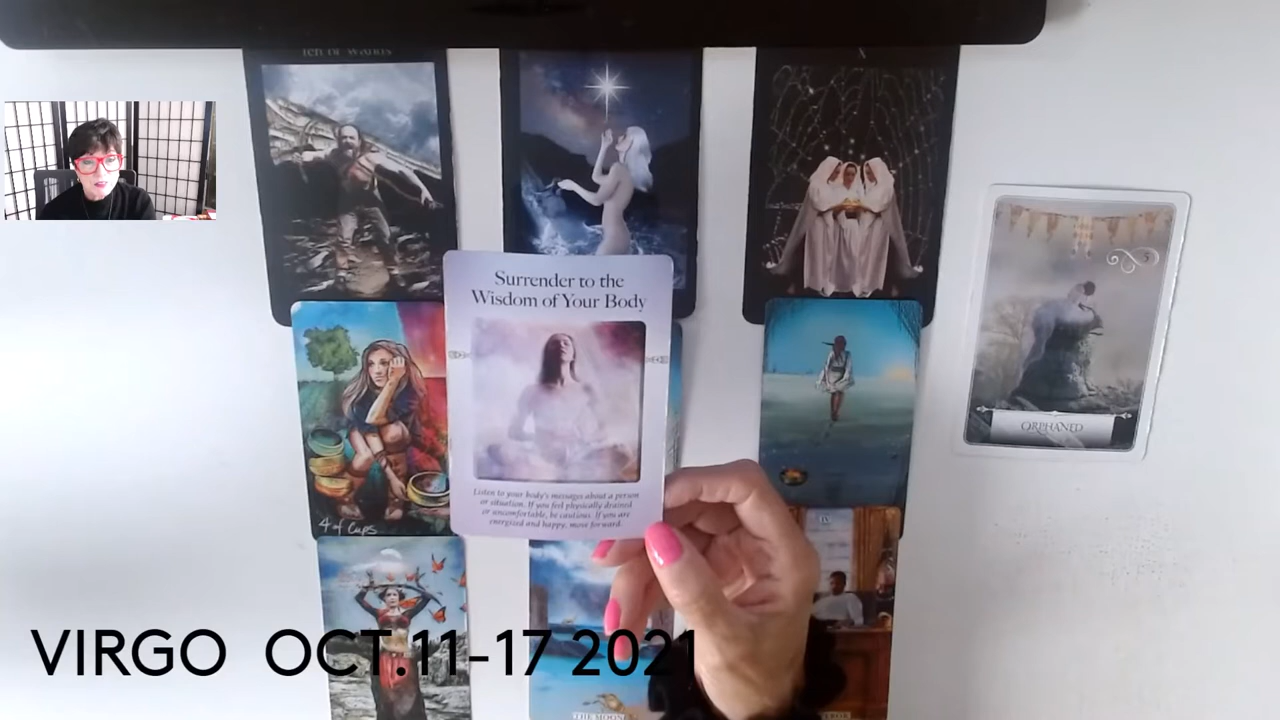 Ten of Wands
X
Surrender to the
Wisdom of Your Body
Listen to your body's messages about a person
or situation. If you feel physically drained
or uncomfortable, be cautious. If you are
energized and happy, move forward.
5
ORPHANED
4 of Cups
IX
VIRGO OCT.11-17 2021
THE MOON